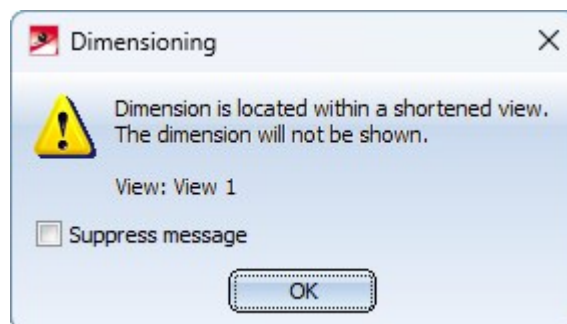 Dimensioning
Dimension is located within a shortened view.
The dimension will not be shown.
View: View 1
Suppress message
OK